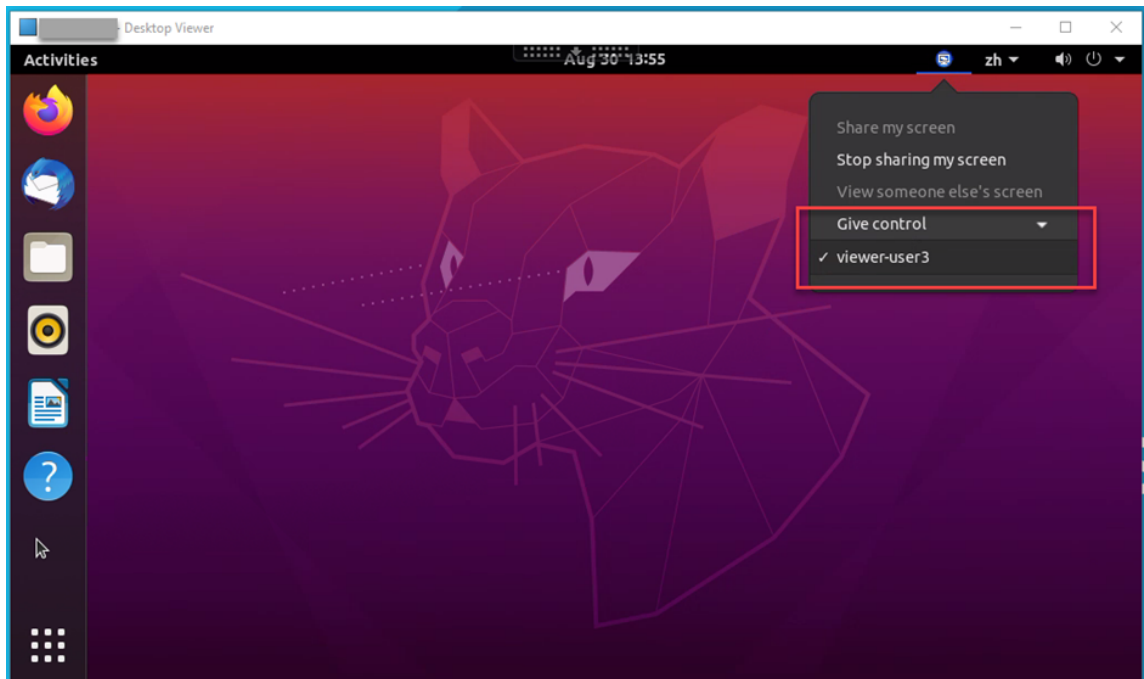 - Desktop Viewer
Activities
Aug 30 13:55
zh
Share my screen
Stop sharing my screen
View someone else's screen
Give control
✓ viewer-user3
?